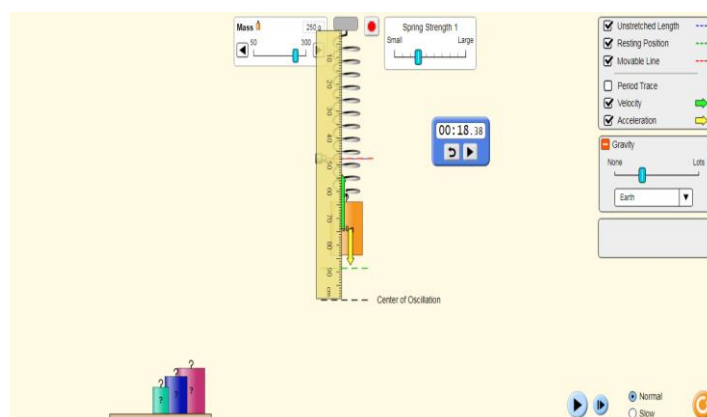 Mass 250 g
50 300
Spring Strength 1
Small Large
10
20
30
40
50
60
70
80
90
cm
00:18.38
Center of Oscillation
? ? ?
? ? ?
Unstretched Length
Resting Position
Movable Line
Period Trace
Velocity
Acceleration
Gravity
None Lots
Earth
Normal
Slow